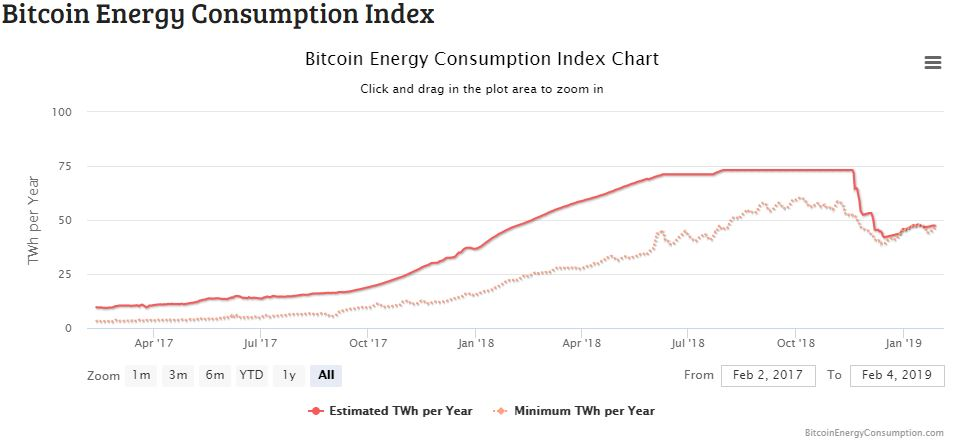 Bitcoin Energy Consumption Index
Bitcoin Energy Consumption Index Chart
Click and drag in the plot area to zoom in
TWh per Year
100
75
50
25
0
Apr '17 Jul '17 Oct '17 Jan '18 Apr '18 Jul '18 Oct '18 Jan '19
Zoom 1m 3m 6m YTD 1y All From Feb 2, 2017 To Feb 4, 2019
Estimated TWh per Year Minimum TWh per Year
BitcoinEnergyConsumption.com